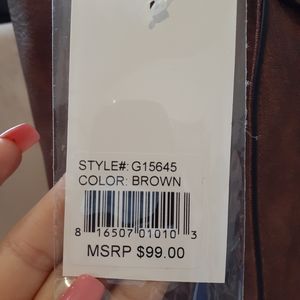 STYLE#: G15645
COLOR: BROWN
8 16507 01010 3
MSRP $99.00